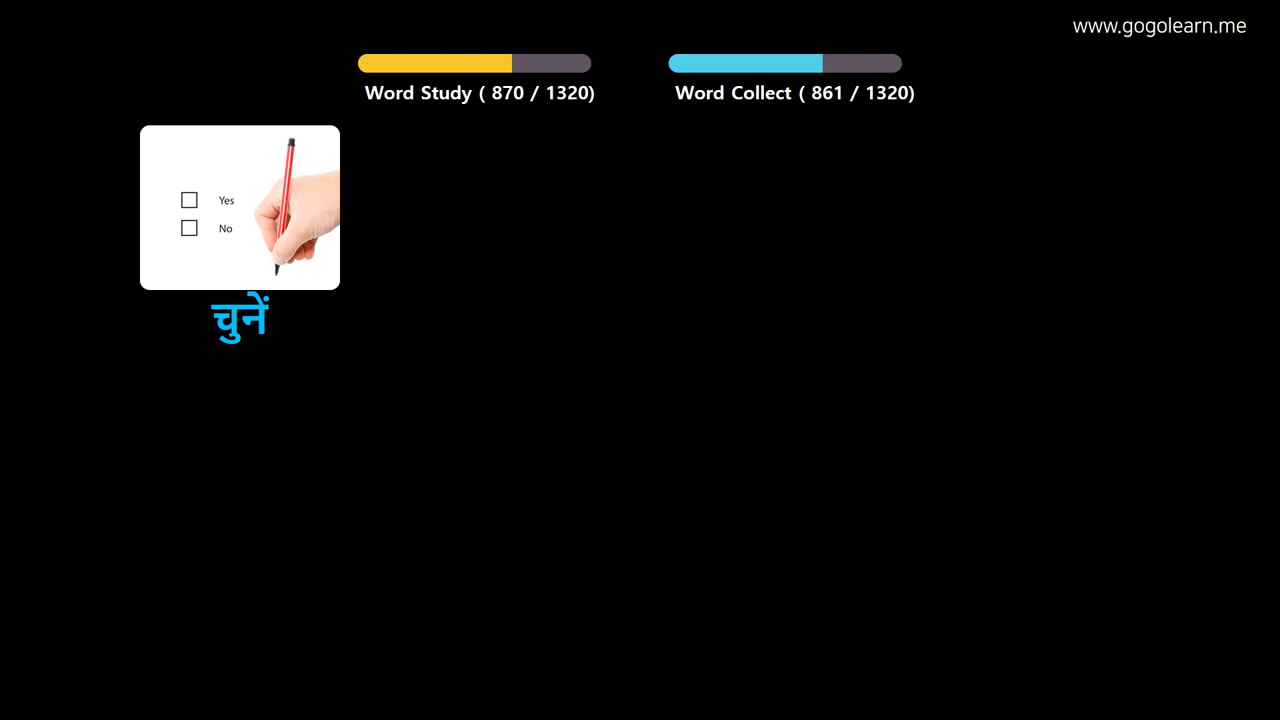 www.gogolearn.me
Word Study ( 870 / 1320)
Word Collect ( 861 / 1320)
Yes
No
चुनें